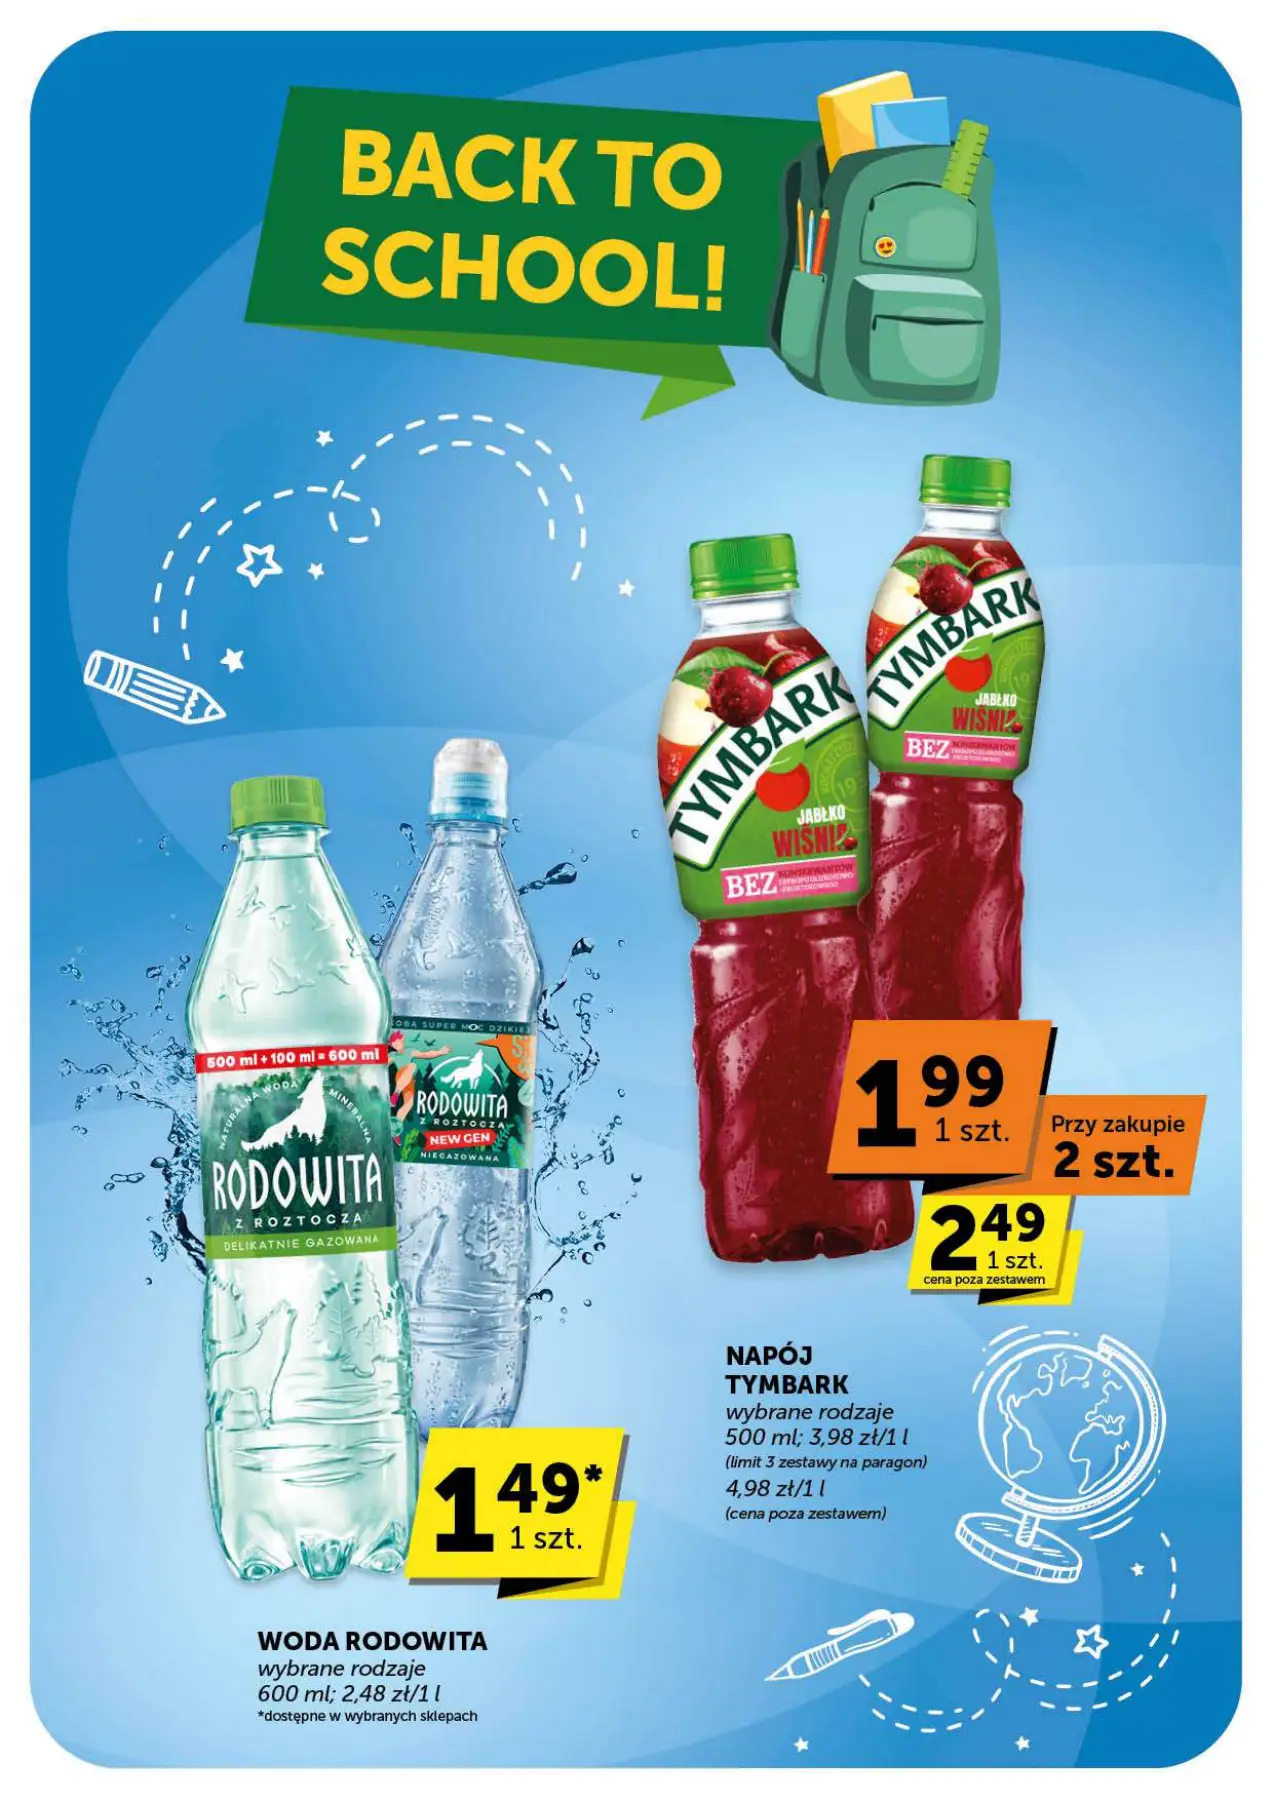 BACK TO
SCHOOL!
TYMBARK
JABŁKO
WIŚNIA
BEZ
TYMBARK
JABŁKO
WIŚNIA
BEZ KONSERWANTÓW
1 99
1 szt.
Przy zakupie
2 szt.
2 49
1 szt.
cena poza zestawem
SUPER MOC DZIKIEJ
RODOWITA
Z ROZTOCZA
NEW GEN
NIEGAZOWANA
500 ml + 100 ml = 600 ml
NATURALNA WODA MINERALNA
RODOWITA
Z ROZTOCZA
DELIKATNIE GAZOWANA
NAPÓJ
TYMBARK
wybrane rodzaje
500 ml; 3,98 zł/1 l
(limit 3 zestawy na paragon)
4,98 zł/1 l
(cena poza zestawem)
1 49*
1 szt.
WODA RODOWITA
wybrane rodzaje
600 ml; 2,48 zł/1 l
*dostępne w wybranych sklepach